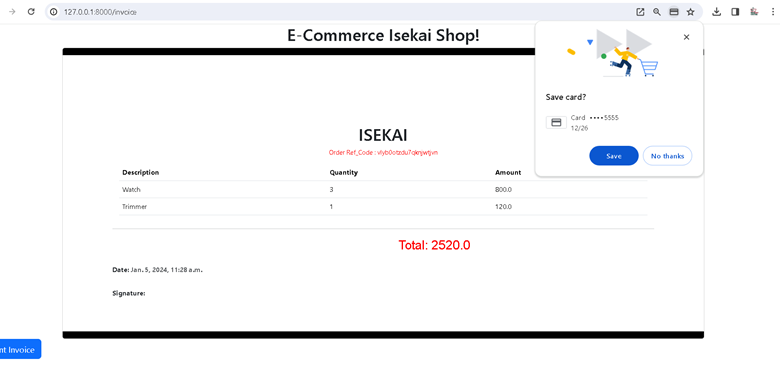 127.0.0.1:8000/invoice
E-Commerce Isekai Shop!
Save card?
Card ••••5555
12/26
Save No thanks
ISEKAI
Order Ref_Code :
Description Quantity Amount
Watch 3 800.0
Trimmer 1 120.0
Total: 2520.0
Date: Jan. 5, 2024, 11:28 a.m.
Signature:
nt Invoice